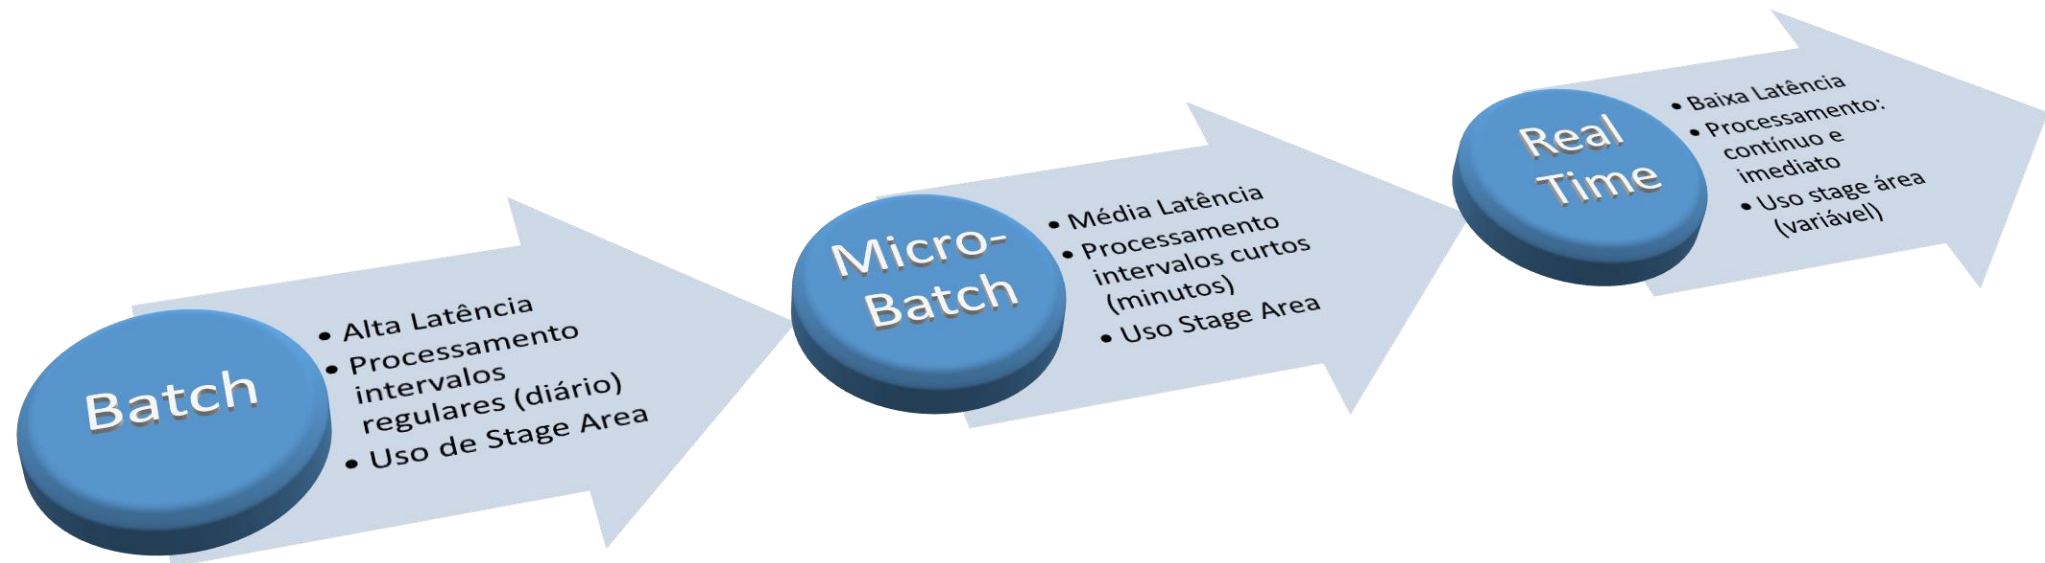 Batch
• Alta Latência
• Processamento
intervalos
regulares (diário)
• Uso de Stage Area
Micro-
Batch
• Média Latência
• Processamento
intervalos curtos
(minutos)
• Uso Stage Area
Real
Time
• Baixa Latência
• Processamento:
contínuo e
imediato
• Uso stage área
(variável)